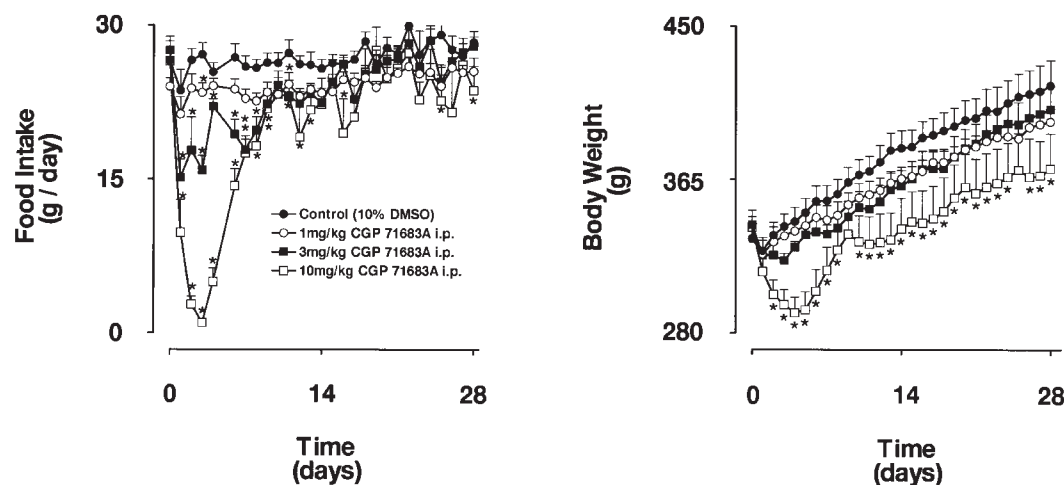 30
15
0
Food Intake
(g / day)
Control (10% DMSO)
1mg/kg CGP 71683A i.p.
3mg/kg CGP 71683A i.p.
10mg/kg CGP 71683A i.p.
0 14 28
Time
(days)
450
365
280
Body Weight
(g)
0 14 28
Time
(days)